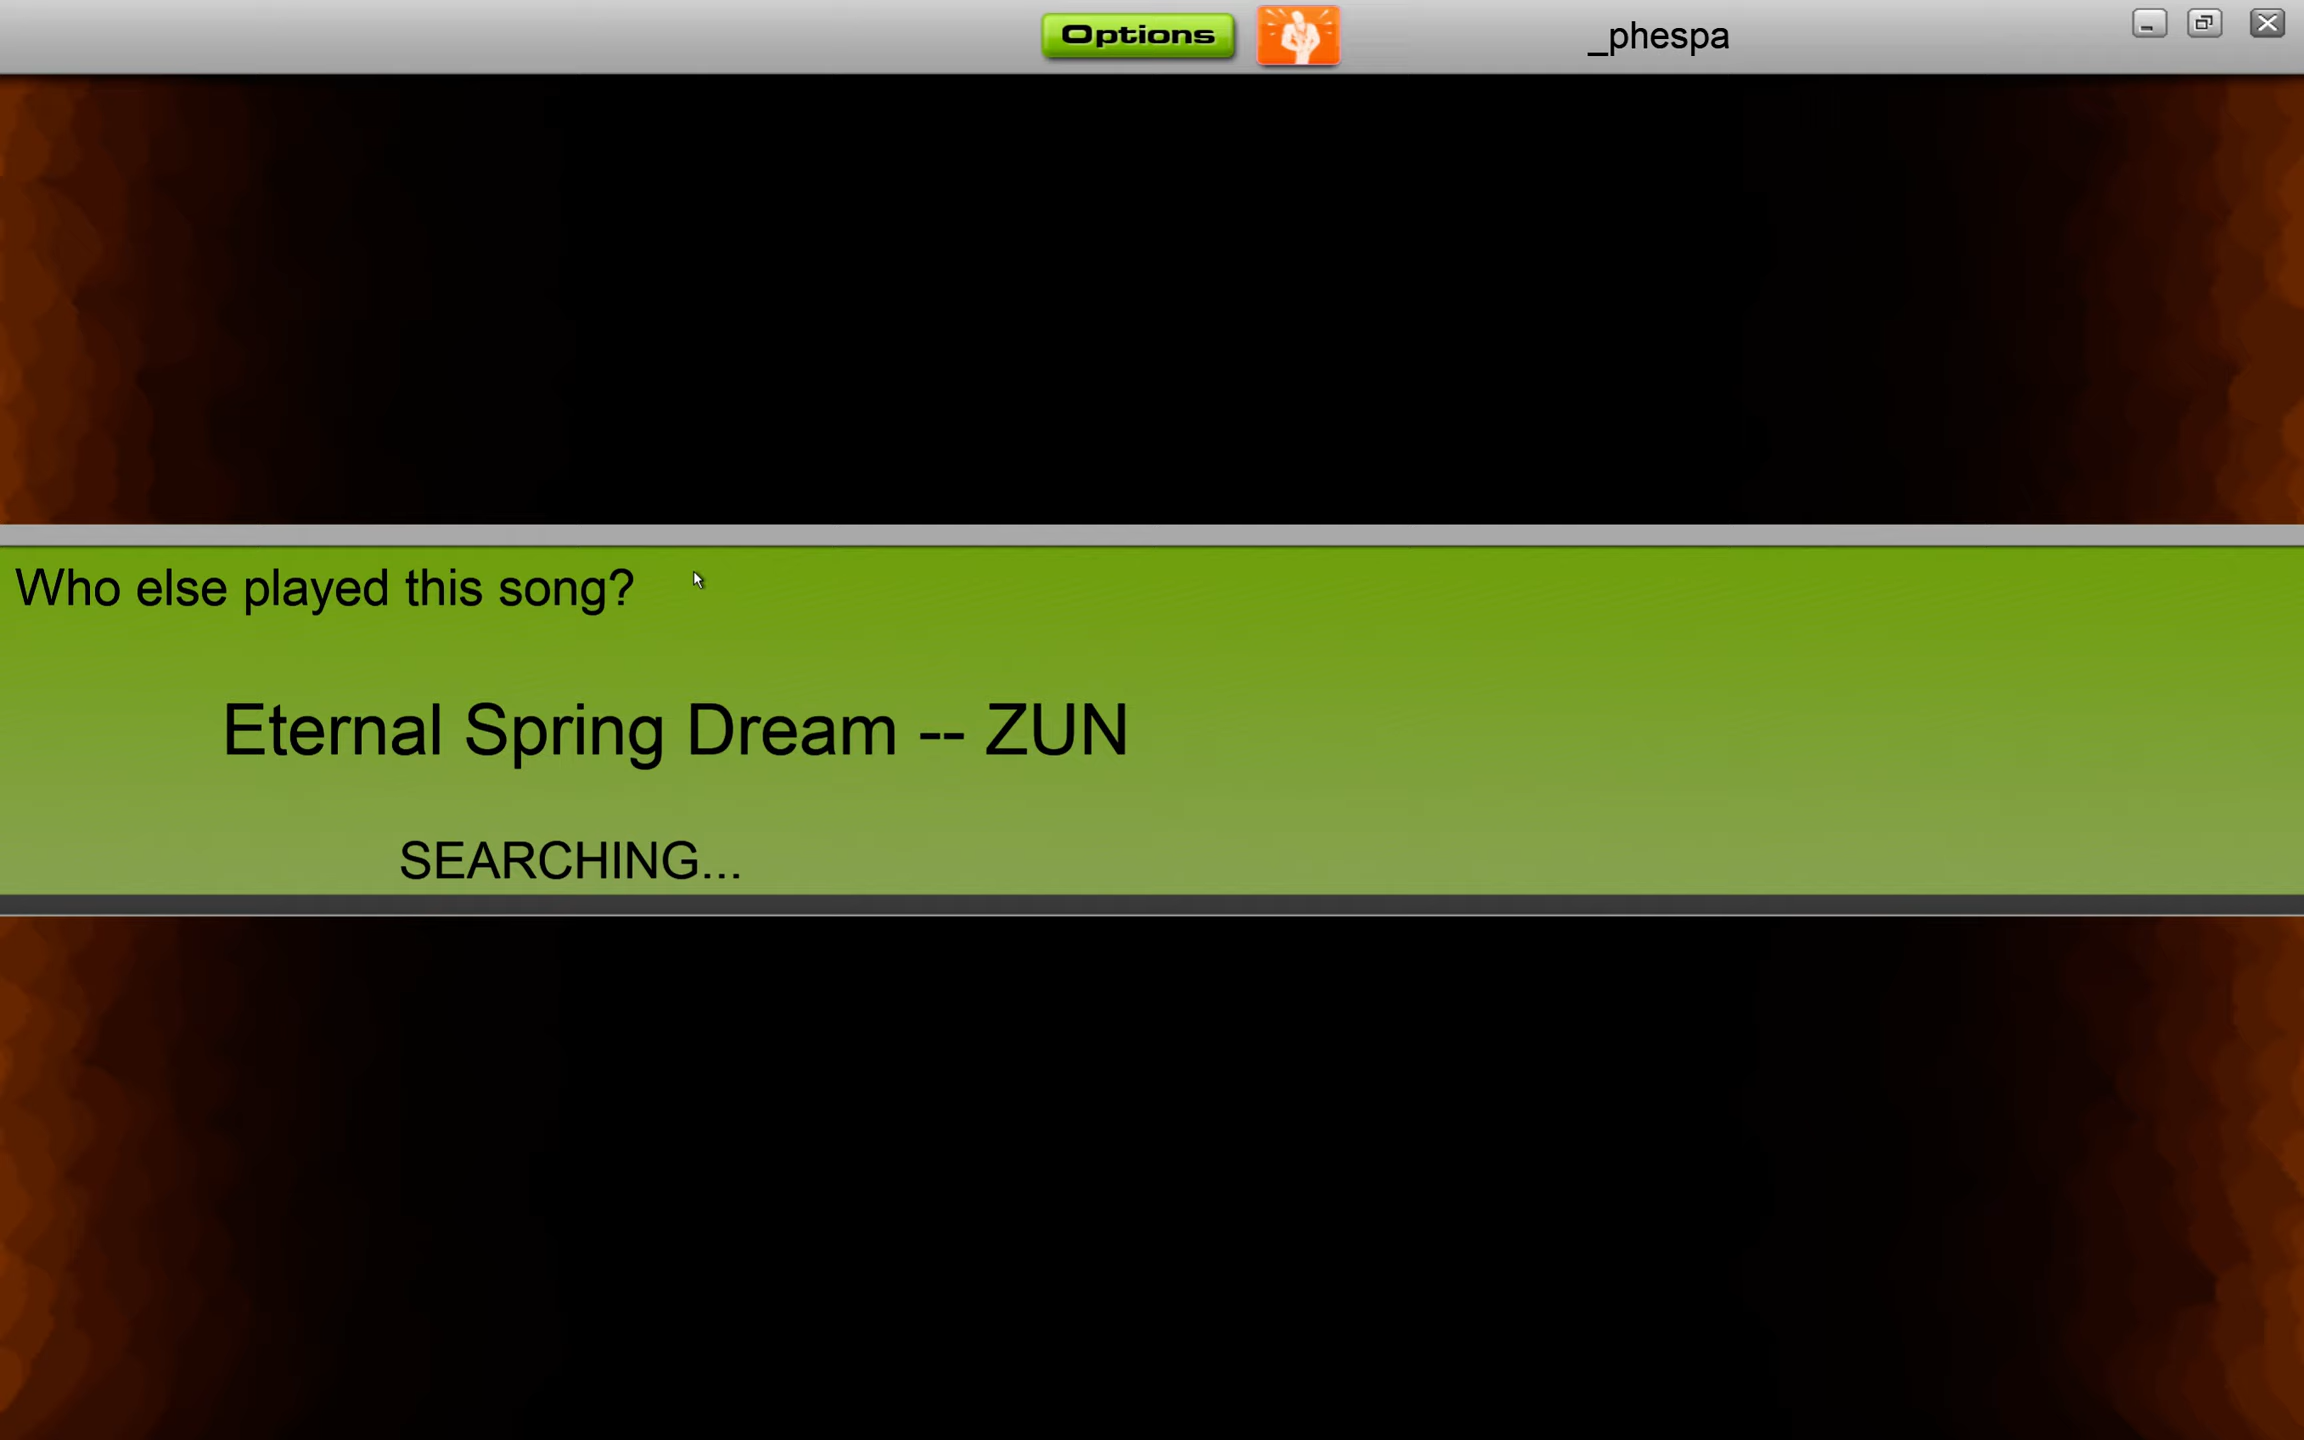 Options
_phespa
Who else played this song?
Eternal Spring Dream -- ZUN
SEARCHING...